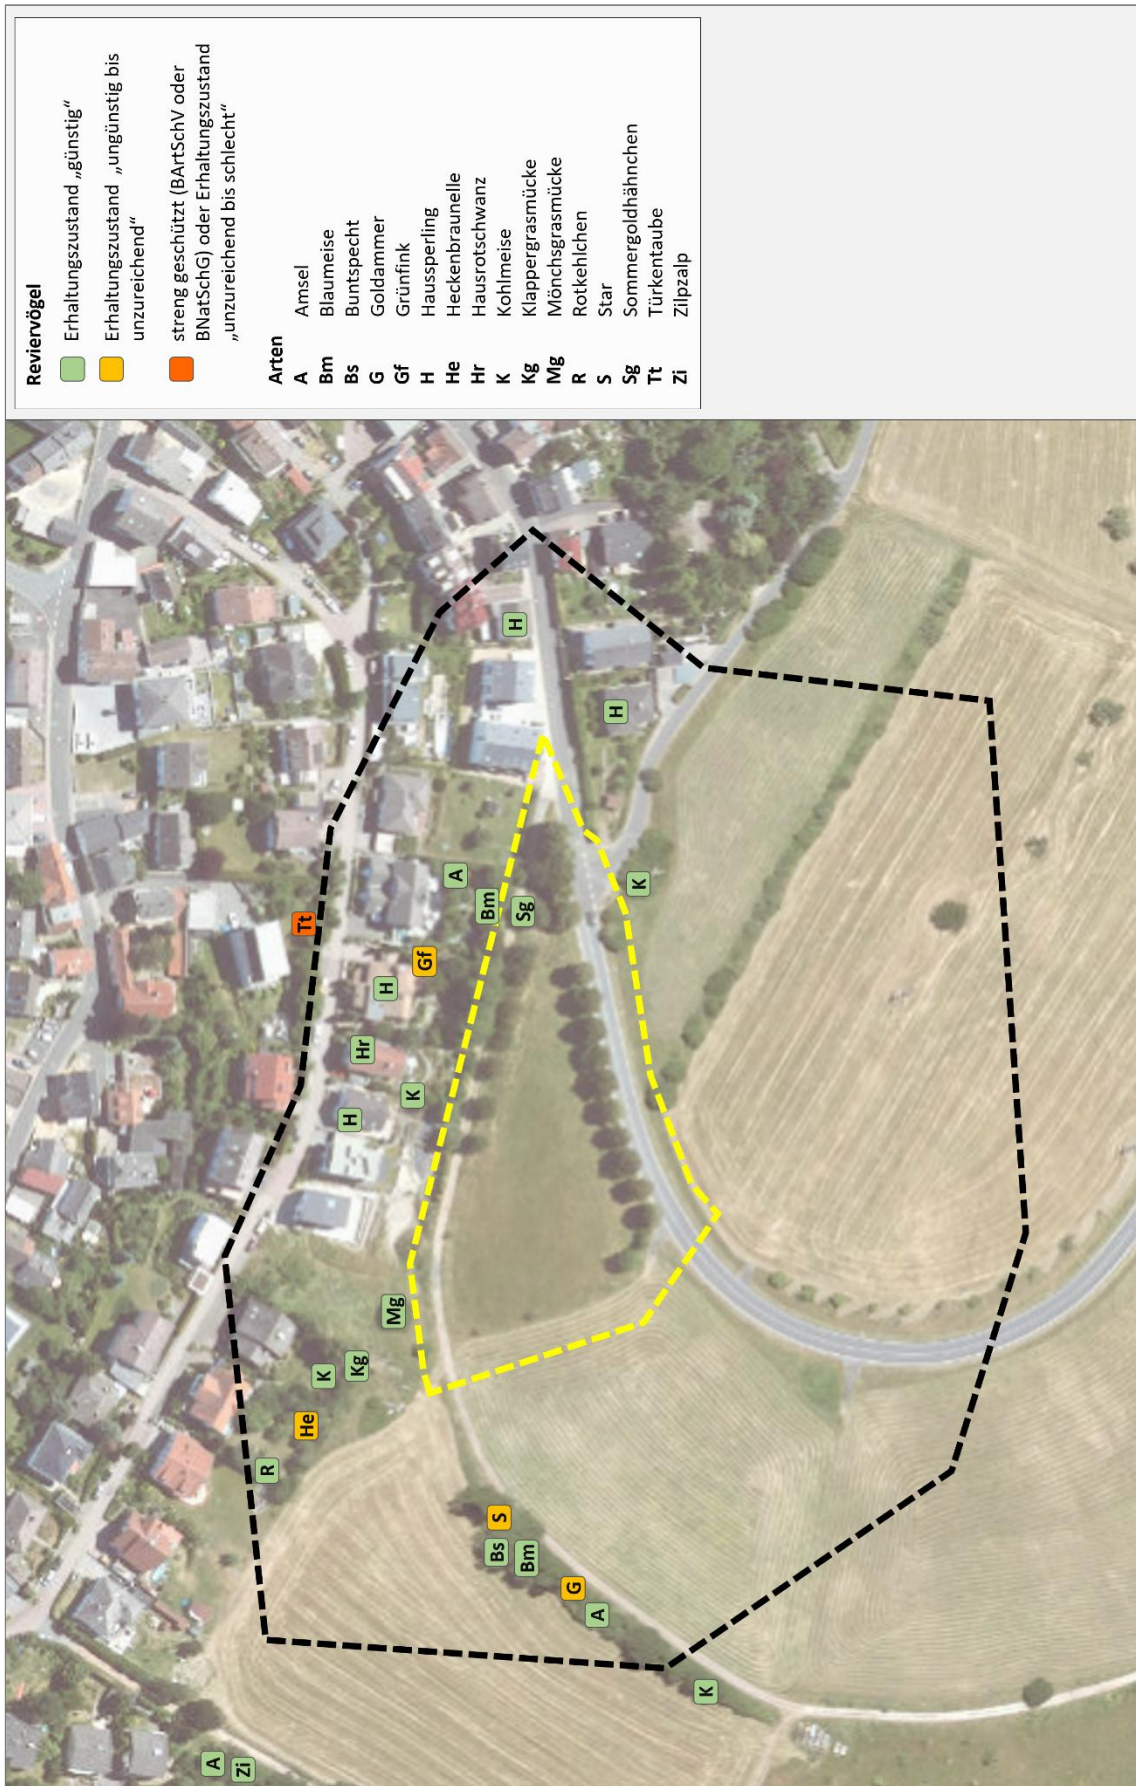 Reviervögel
Erhaltungszustand „günstig“
Erhaltungszustand „ungünstig bis
unzureichend“
streng geschützt (BArtSchV oder
BNatSchG) oder Erhaltungszustand
„unzureichend bis schlecht“
Arten
A Amsel
Bm Blaumeise
Bs Buntspecht
G Goldammer
Gf Grünfink
H Haussperling
He Heckenbraunelle
Hr Hausrotschwanz
K Kohlmeise
Kg Klappergrasmücke
Mg Mönchsgrasmücke
R Rotkehlchen
S Star
Sg Sommergoldhähnchen
Tt Türkentaube
Zi Zilpzalp
A
Zi
R
He
K
Kg
Mg
H
Hr
K
H
Gf
Tt
A
Bm
Sg
H
H
K
S
Bs
Bm
G
A
K